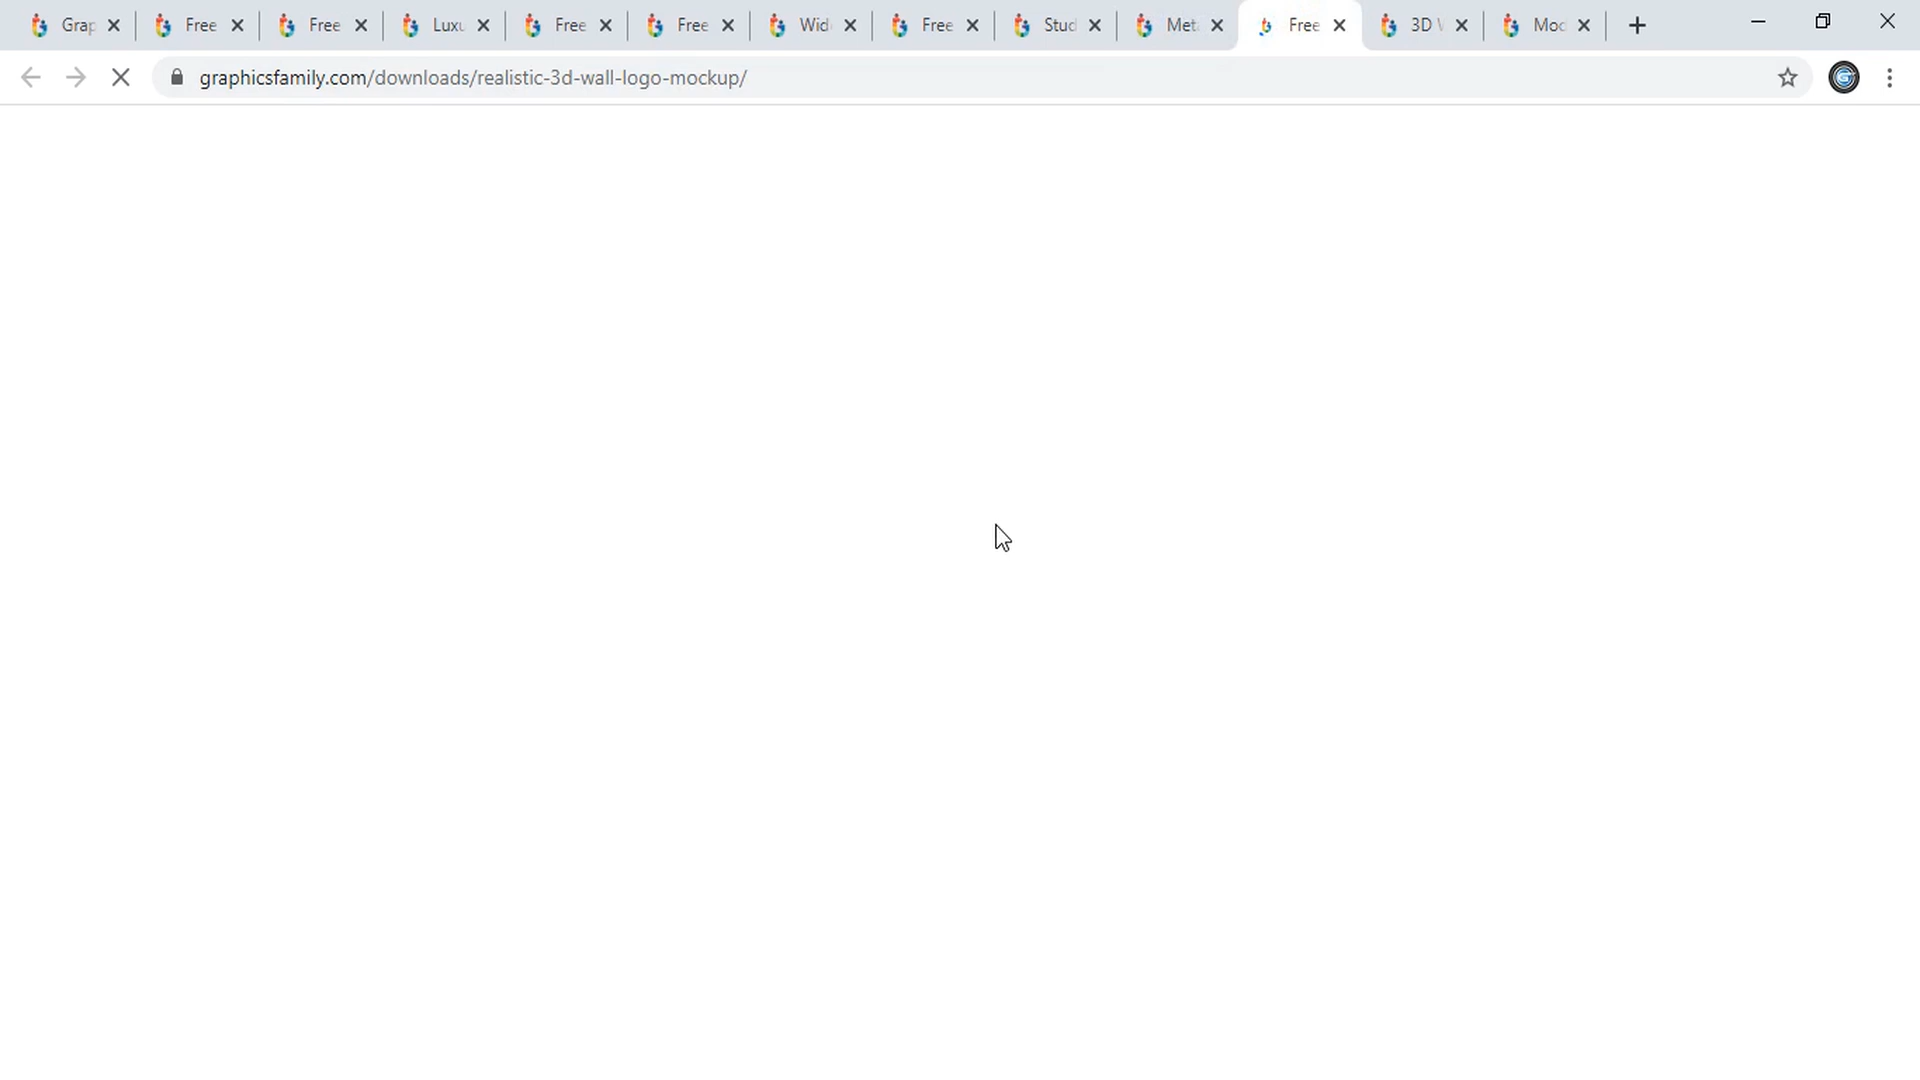 Grap Free Free Luxu Free Free Wid Free Stud Met Free 3D Moc
graphicsfamily.com/downloads/realistic-3d-wall-logo-mockup/